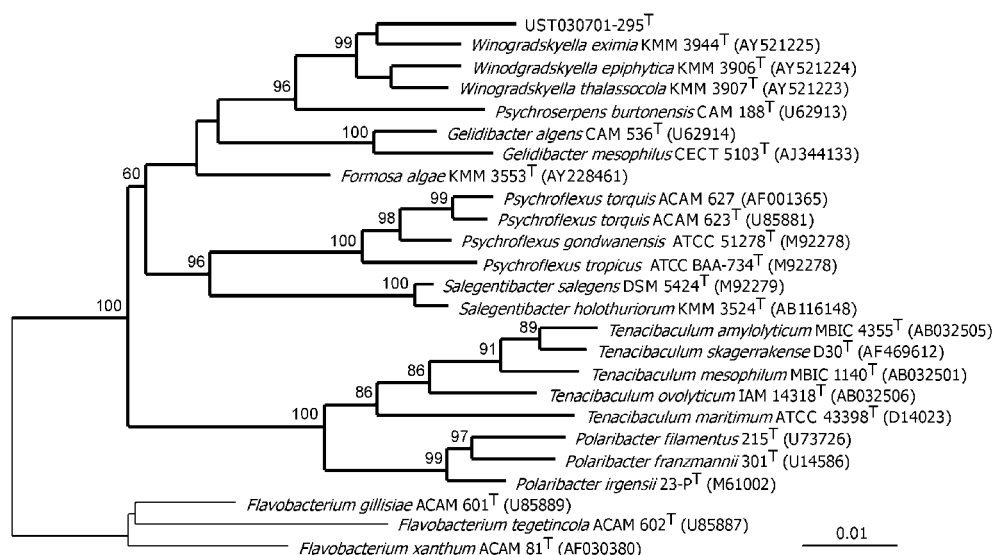 UST030701-295T
99
Winogradskyella eximia KMM 3944T (AY521225)
Winodgradskyella epiphytica KMM 3906T (AY521224)
96
Winogradskyella thalassocola KMM 3907T (AY521223)
Psychroserpens burtonensis CAM 188T (U62913)
100
Gelidibacter algens CAM 536T (U62914)
Gelidibacter mesophilus CECT 5103T (AJ344133)
60
Formosa algae KMM 3553T (AY228461)
99
Psychroflexus torquis ACAM 627 (AF001365)
98
Psychroflexus torquis ACAM 623T (U85881)
100
Psychroflexus gondwanensis ATCC 51278T (M92278)
96
Psychroflexus tropicus ATCC BAA-734T (M92278)
100
Salegentibacter salegens DSM 5424T (M92279)
100
Salegentibacter holothuriorum KMM 3524T (AB116148)
89
Tenacibaculum amylolyticum MBIC 4355T (AB032505)
91
Tenacibaculum skagerrakense D30T (AF469612)
86
Tenacibaculum mesophilum MBIC 1140T (AB032501)
86
Tenacibaculum ovolyticum IAM 14318T (AB032506)
100
Tenacibaculum maritimum ATCC 43398T (D14023)
97
Polaribacter filamentus 215T (U73726)
99
Polaribacter franzmannii 301T (U14586)
Polaribacter irgensii 23-PT (M61002)
Flavobacterium gillisiae ACAM 601T (U85889)
Flavobacterium tegetincola ACAM 602T (U85887)
0.01
Flavobacterium xanthum ACAM 81T (AF030380)